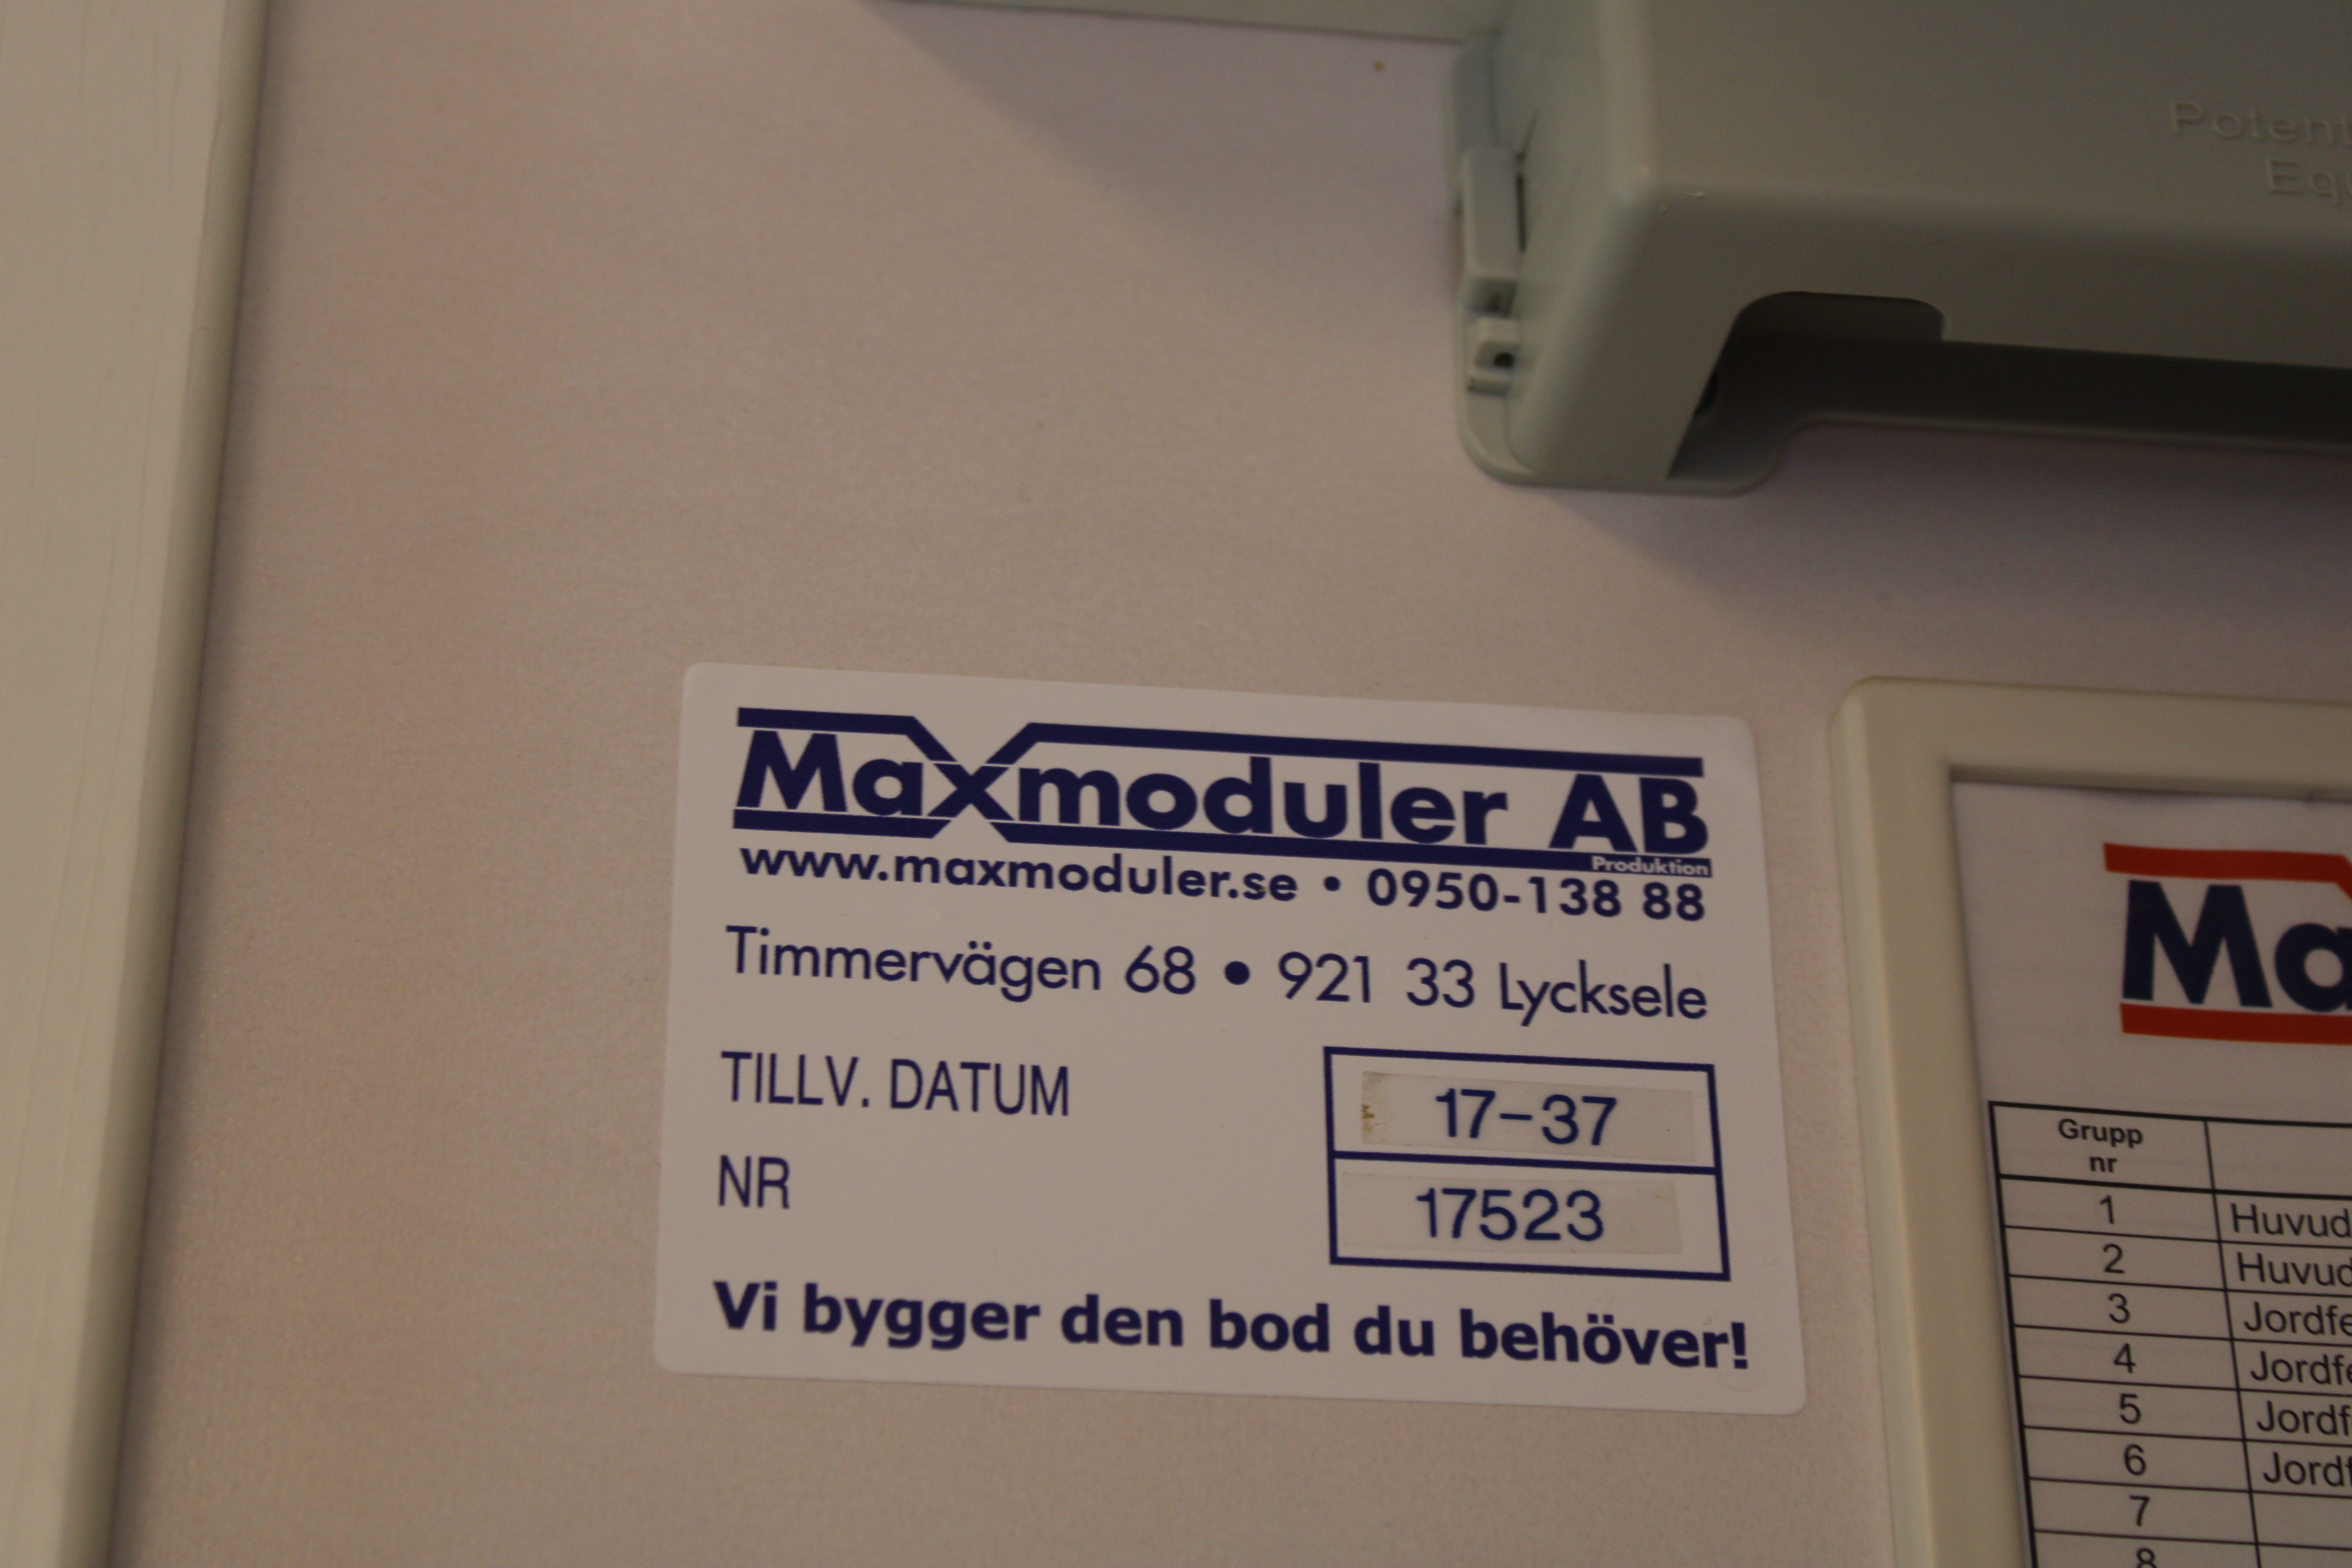 Maxmoduler AB
Produktion
www.maxmoduler.se • 0950-138 88
Timmervägen 68 • 921 33 Lycksele
TILLV. DATUM 17-37
NR 17523
Vi bygger den bod du behöver!
Grupp
nr
1
2
3
4
5
6
7
8